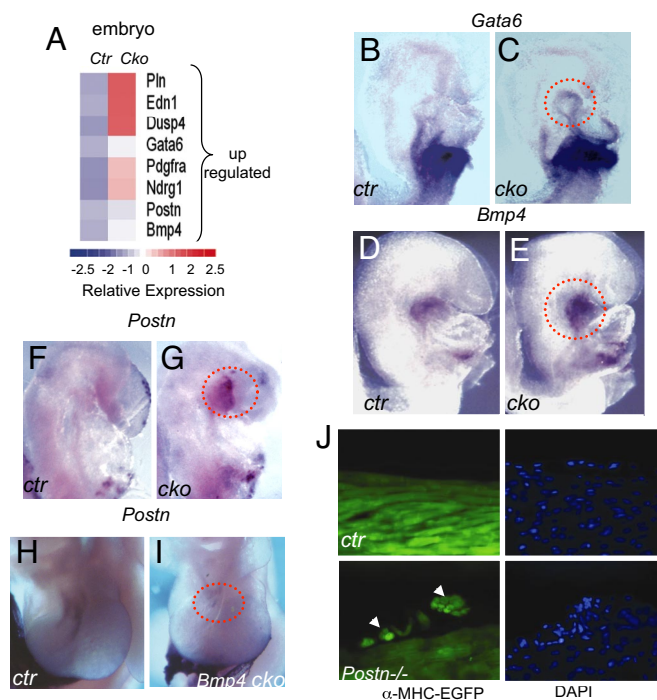 A
embryo
Ctr Cko
Pln
Edn1
Dusp4
Gata6
Pdgfra
Ndrg1
Postn
Bmp4
up
regulated
-2.5 -2 -1 0 1 2 2.5
Relative Expression
Gata6
B C
ctr cko
Bmp4
D E
ctr cko
Postn
F G
ctr cko
Postn
H I
ctr Bmp4 cko
J
ctr
Postn-/-
α-MHC-EGFP DAPI